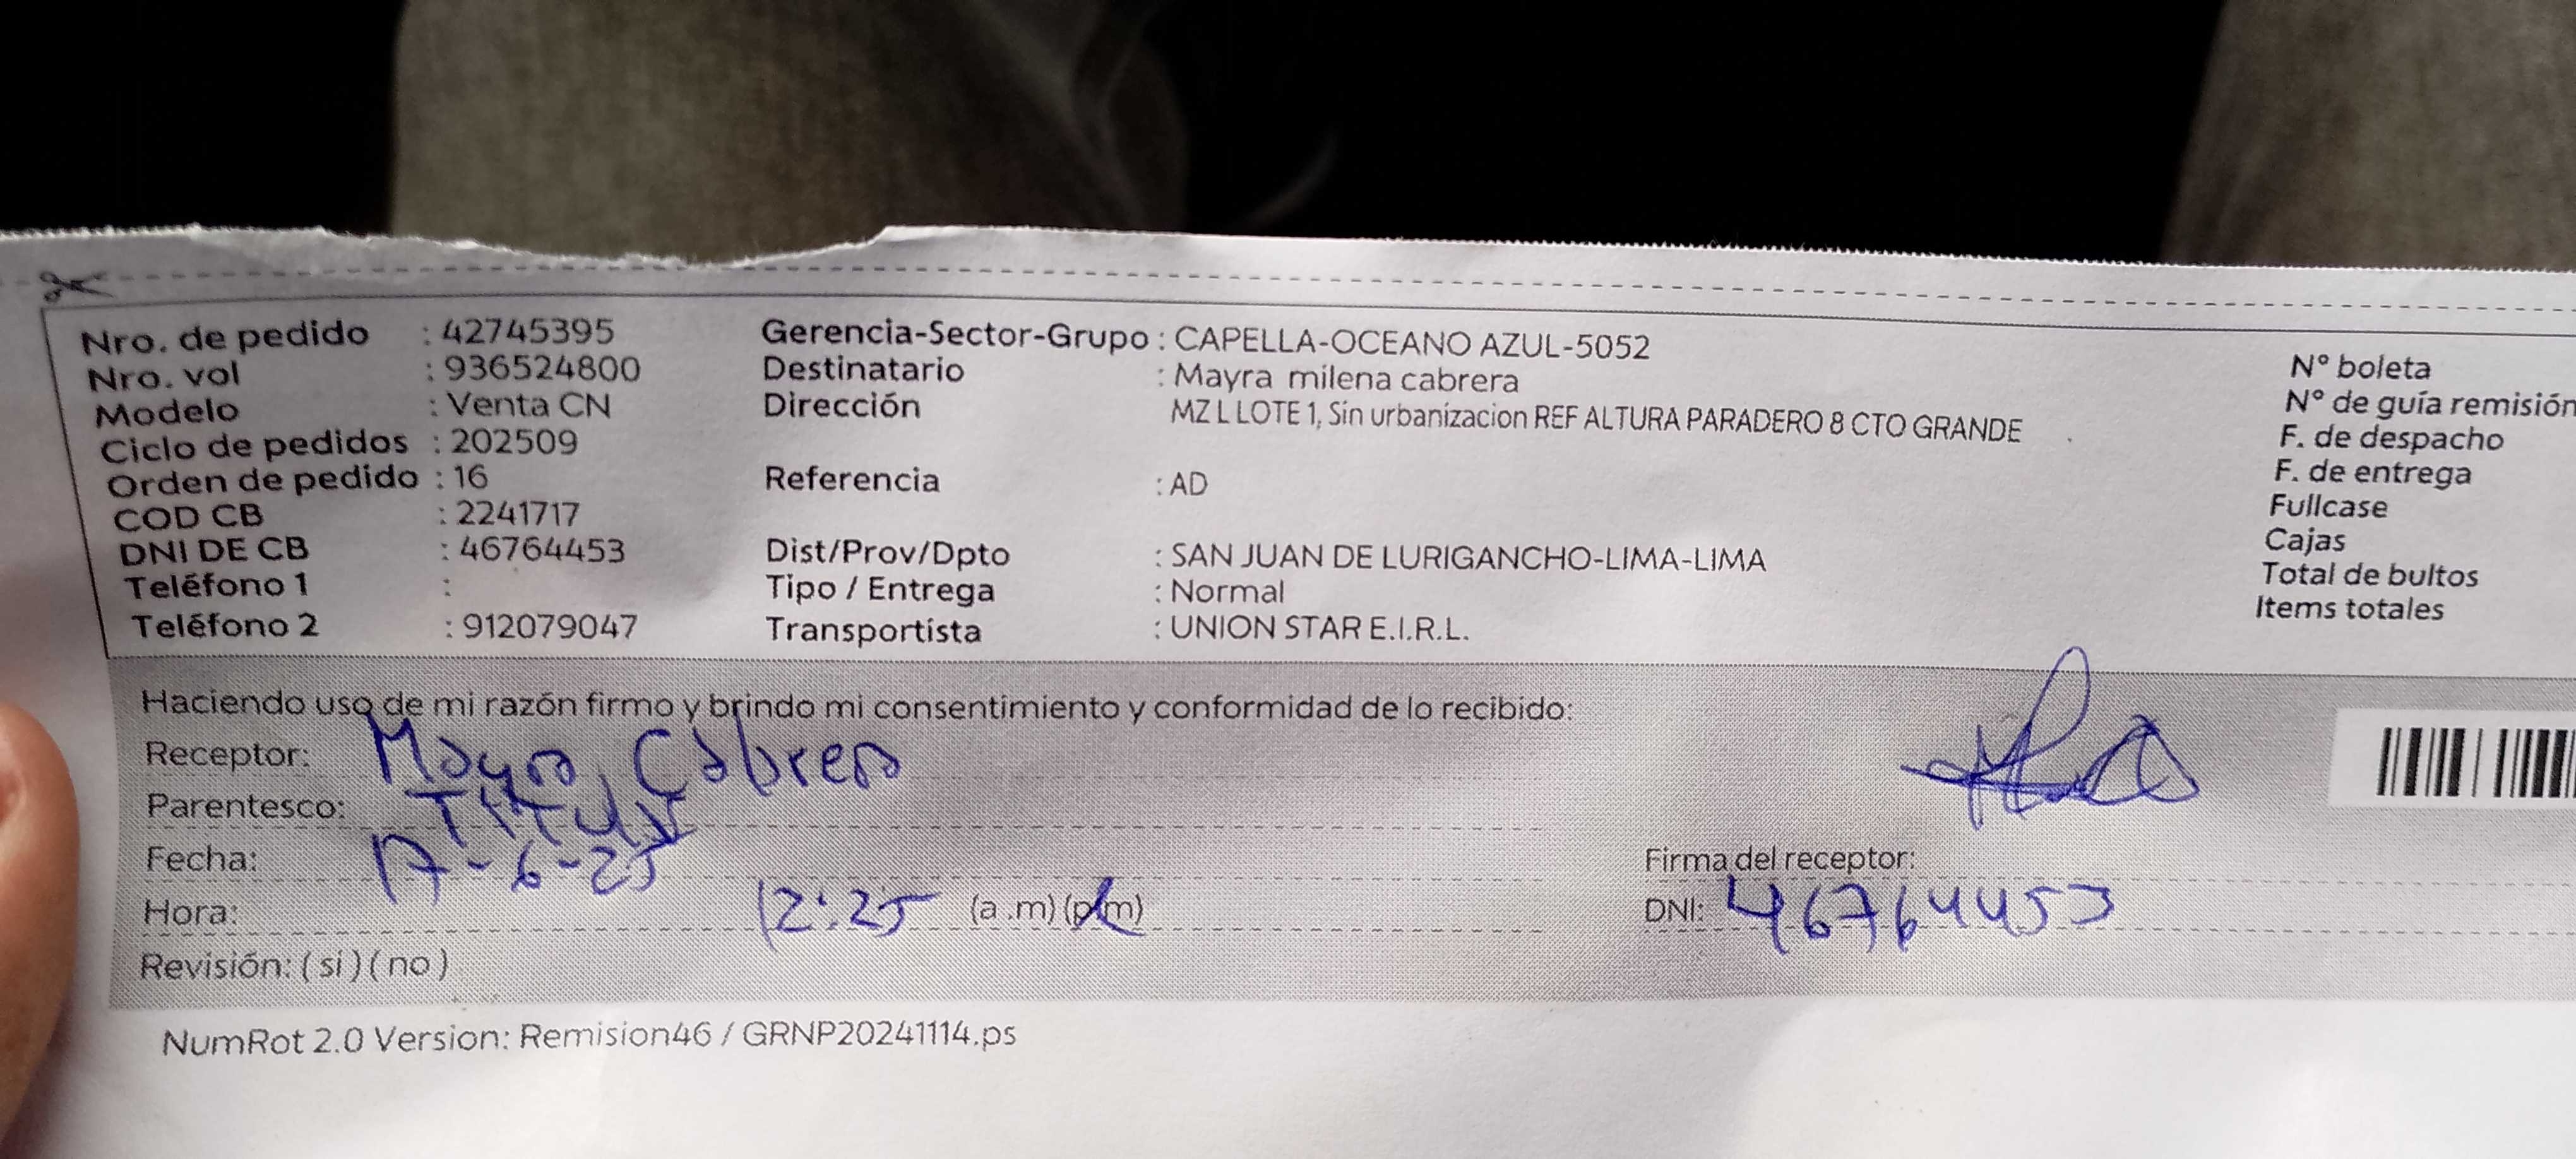 Nro. de pedido : 42745395
Nro. vol : 936524800
Modelo : Venta CN
Ciclo de pedidos : 202509
Orden de pedido : 16
COD CB : 2241717
DNI DE CB : 46764453
Teléfono 1 :
Teléfono 2 : 912079047
Gerencia-Sector-Grupo : CAPELLA-OCEANO AZUL-5052
Destinatario : Mayra milena cabrera
Dirección MZ L LOTE 1, Sin urbanizacion REF ALTURA PARADERO 8 CTO GRANDE
Referencia : AD
Dist/Prov/Dpto : SAN JUAN DE LURIGANCHO-LIMA-LIMA
Tipo / Entrega : Normal
Transportista : UNION STAR E.I.R.L.
N° boleta
N° de guía remisión
F. de despacho
F. de entrega
Fullcase
Cajas
Total de bultos
Items totales
Haciendo uso de mi razón firmo y brindo mi consentimiento y conformidad de lo recibido:
Receptor: Mayra Cabrera
Parentesco:
Fecha: 17-6-25
Hora: 12:25 (a .m) (p.m)
Revisión: ( si ) ( no )
Firma del receptor:
DNI: 46764453
NumRot 2.0 Version: Remision46 / GRNP20241114.ps